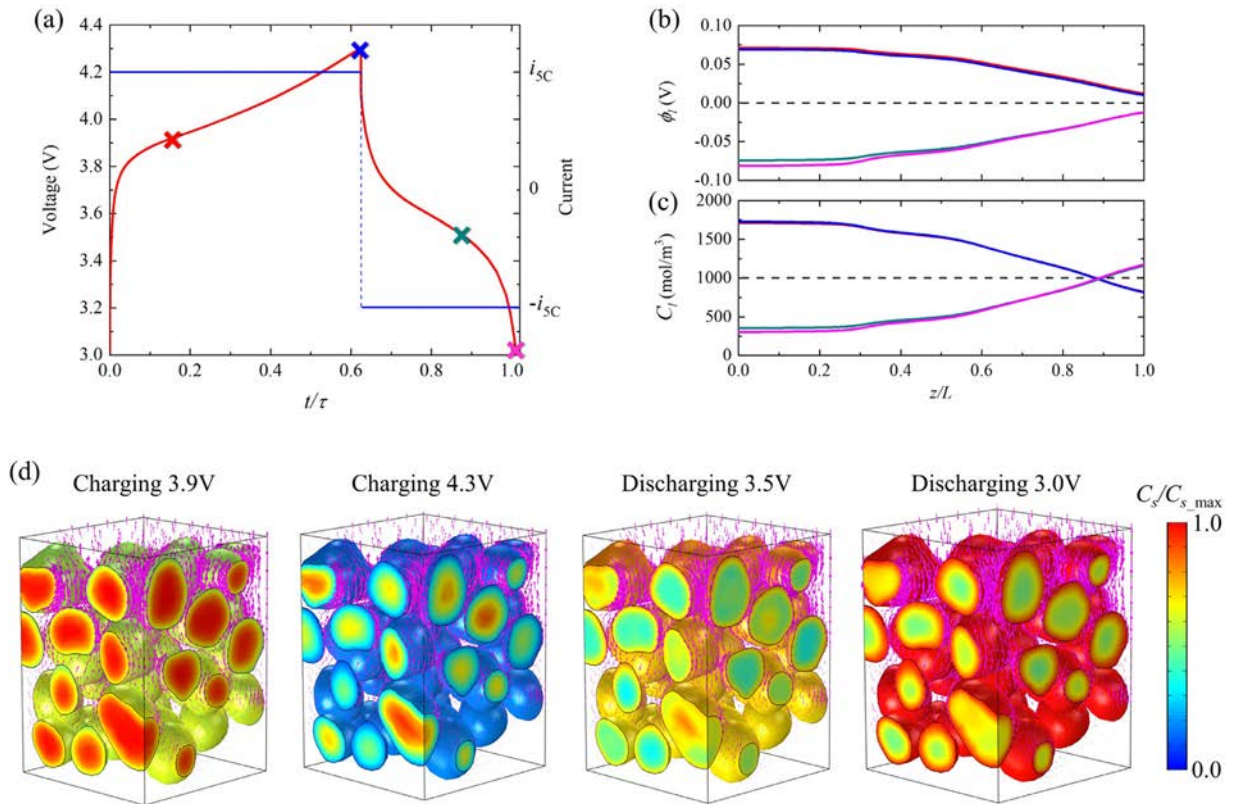 (a)
4.4
4.2
4.0
3.8
3.6
3.4
3.2
3.0
Voltage (V)
i5C
0
-i5C
Current
0.0 0.2 0.4 0.6 0.8 1.0
t/τ
(b)
0.10
0.05
0.00
-0.05
-0.10
ϕl (V)
(c)
2000
1750
1500
1000
500
250
0
Cl (mol/m³)
0.0 0.2 0.4 0.6 0.8 1.0
z/L
(d)
Charging 3.9V Charging 4.3V Discharging 3.5V Discharging 3.0V
Cs/Cs_max
1.0
0.0